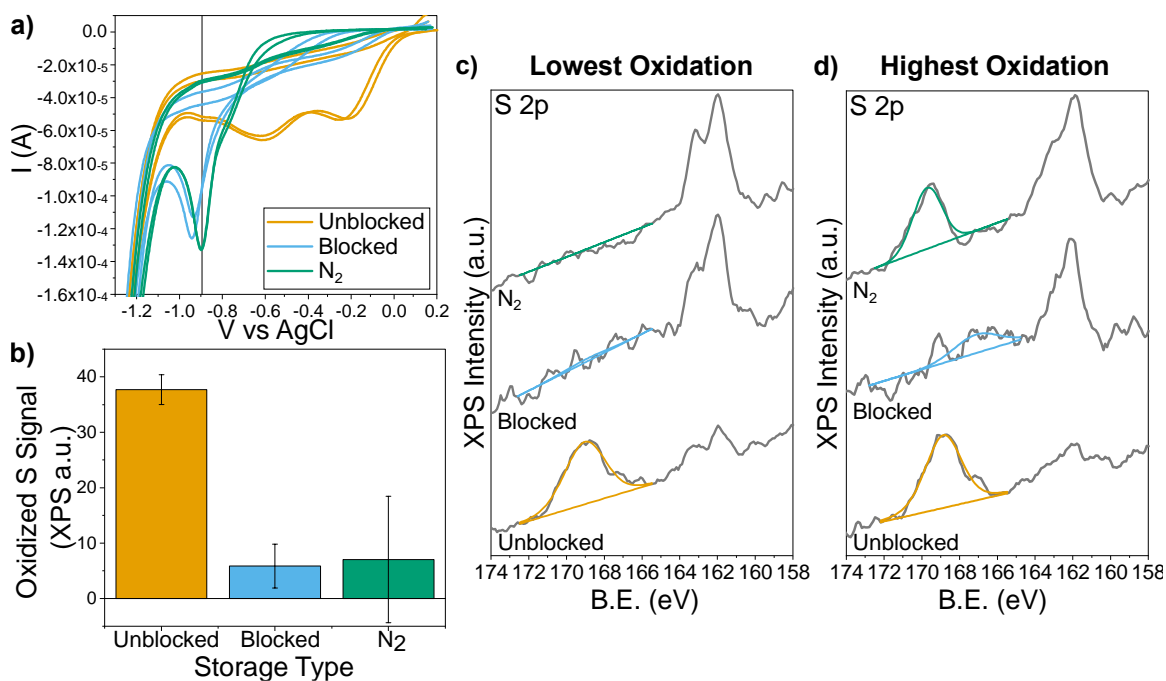 a)
I (A)
0.0
-2.0x10-5
-4.0x10-5
-6.0x10-5
-8.0x10-5
-1.0x10-4
-1.2x10-4
-1.4x10-4
-1.6x10-4
Unblocked
Blocked
N2
-1.2 -1.0 -0.8 -0.6 -0.4 -0.2 0.0 0.2
V vs AgCl
b)
Oxidized S Signal
(XPS a.u.)
40
30
20
10
0
Unblocked Blocked N2
Storage Type
c) Lowest Oxidation
S 2p
XPS Intensity (a.u.)
N2
Blocked
Unblocked
174 172 170 168 166 164 162 160 158
B.E. (eV)
d) Highest Oxidation
S 2p
XPS Intensity (a.u.)
N2
Blocked
Unblocked
174 172 170 168 166 164 162 160 158
B.E. (eV)